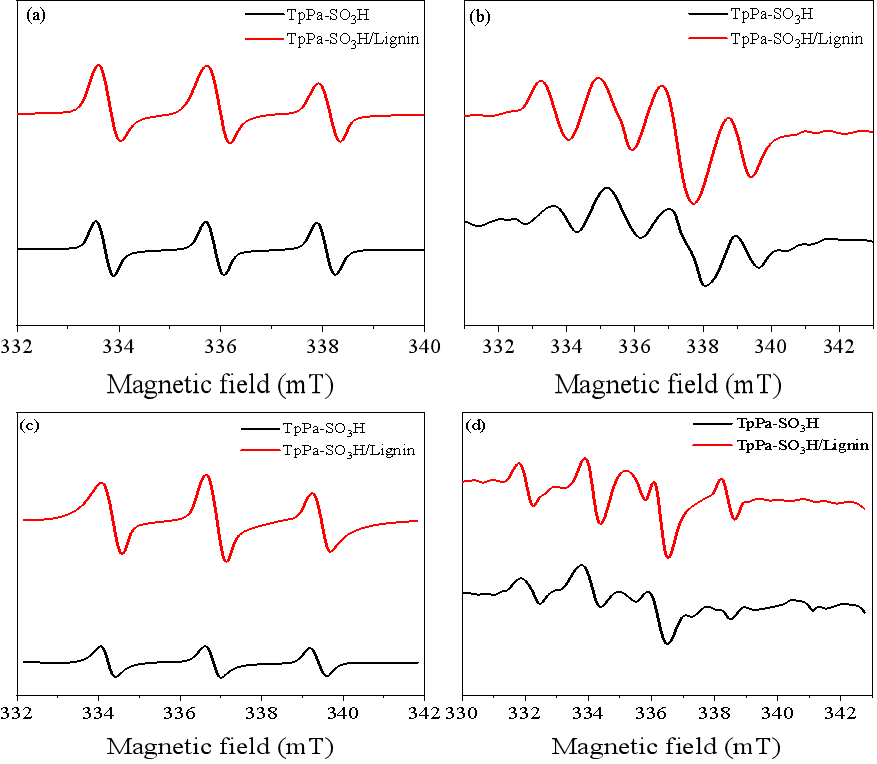 (a)
TpPa-SO₃H
TpPa-SO₃H/Lignin
332 334 336 338 340
Magnetic field (mT)
(b)
TpPa-SO₃H
TpPa-SO₃H/Lignin
332 334 336 338 340 342
Magnetic field (mT)
(c)
TpPa-SO₃H
TpPa-SO₃H/Lignin
332 334 336 338 340 342
Magnetic field (mT)
(d)
TpPa-SO₃H
TpPa-SO₃H/Lignin
330 332 334 336 338 340 342
Magnetic field (mT)